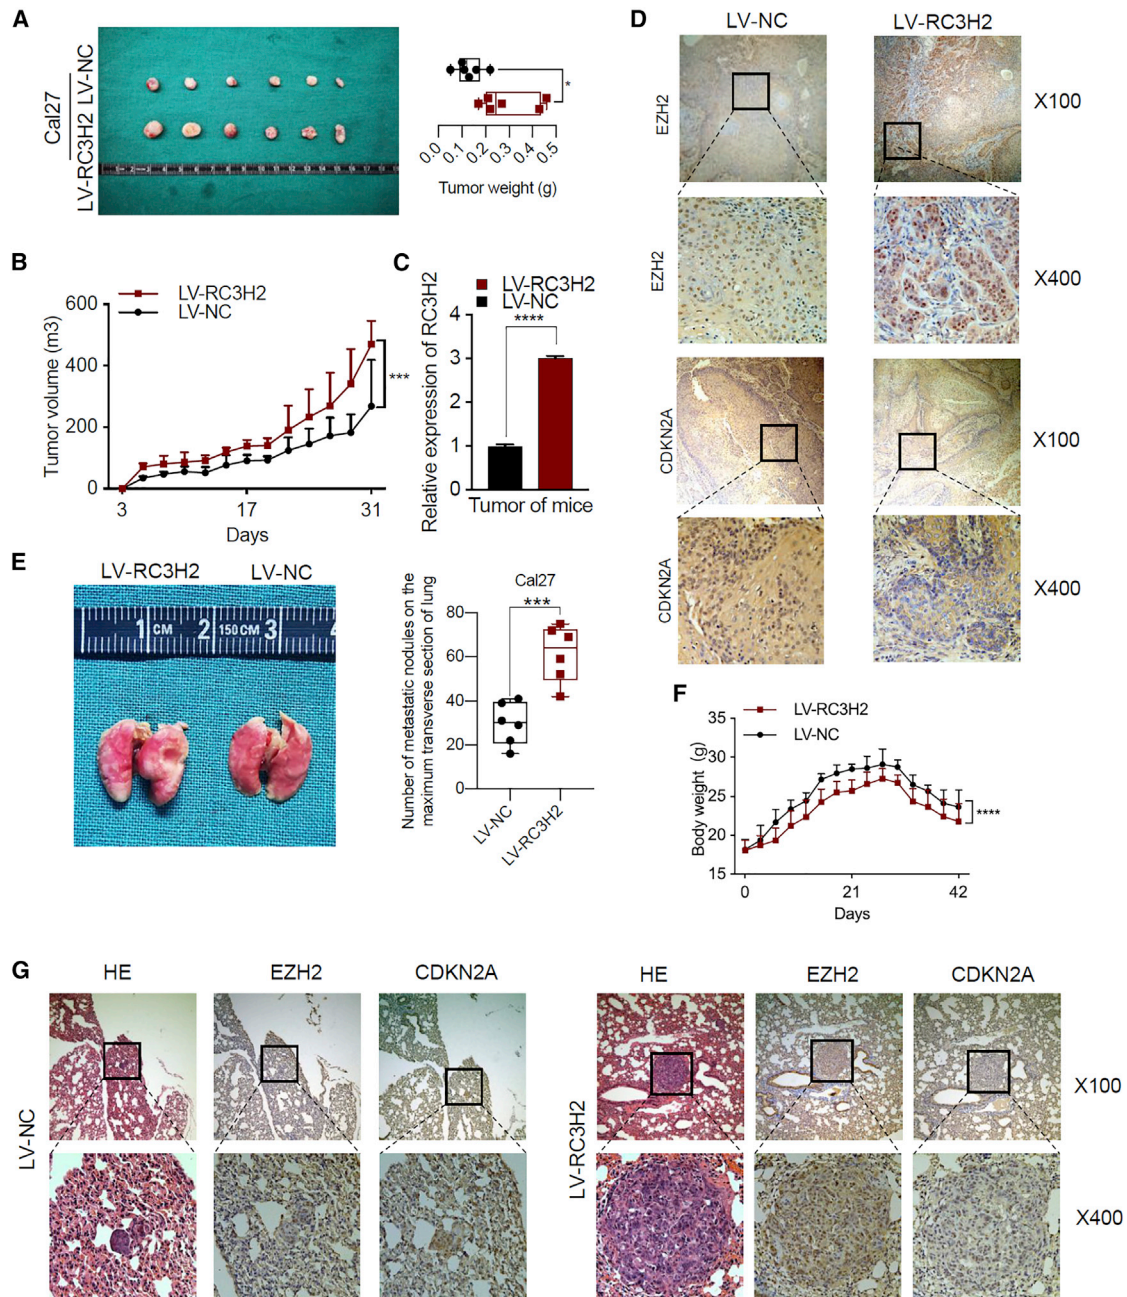 A
Cal27
LV-RC3H2 LV-NC
*
0.0 0.1 0.2 0.3 0.4 0.5
Tumor weight (g)
B
LV-RC3H2
LV-NC
Tumor volume (m3)
600
400
200
0
***
3 17 31
Days
C
LV-RC3H2
LV-NC
Relative expression of RC3H2
****
4
3
2
1
0
Tumor of mice
D
LV-NC LV-RC3H2
EZH2
X100
EZH2
X400
CDKN2A
X100
CDKN2A
X400
E
LV-RC3H2 LV-NC
1 CM 2 150 CM 3
Cal27
Number of metastatic nodules on the
maximum transverse section of lung
***
80
60
40
20
0
LV-NC
LV-RC3H2
F
LV-RC3H2
LV-NC
Body weight (g)
35
30
25
20
15
****
0 21 42
Days
G
HE EZH2 CDKN2A HE EZH2 CDKN2A
LV-NC
LV-RC3H2
X100
X400